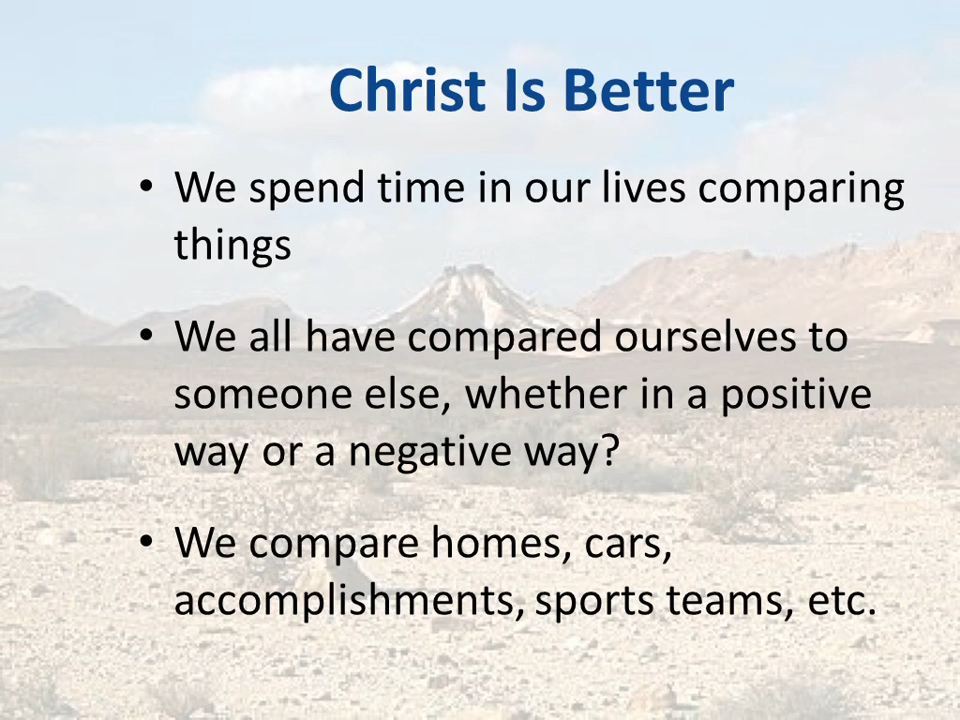 Christ Is Better
• We spend time in our lives comparing
things
• We all have compared ourselves to
someone else, whether in a positive
way or a negative way?
• We compare homes, cars,
accomplishments, sports teams, etc.